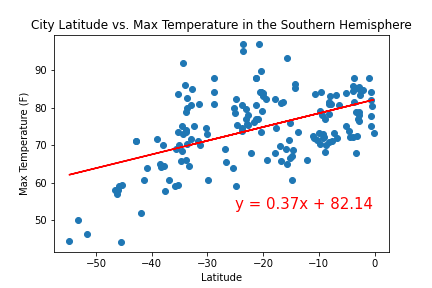 City Latitude vs. Max Temperature in the Southern Hemisphere
Max Temperature (F)
90
80
70
60
50
y = 0.37x + 82.14
−50
−40
−30
−20
−10
0
Latitude